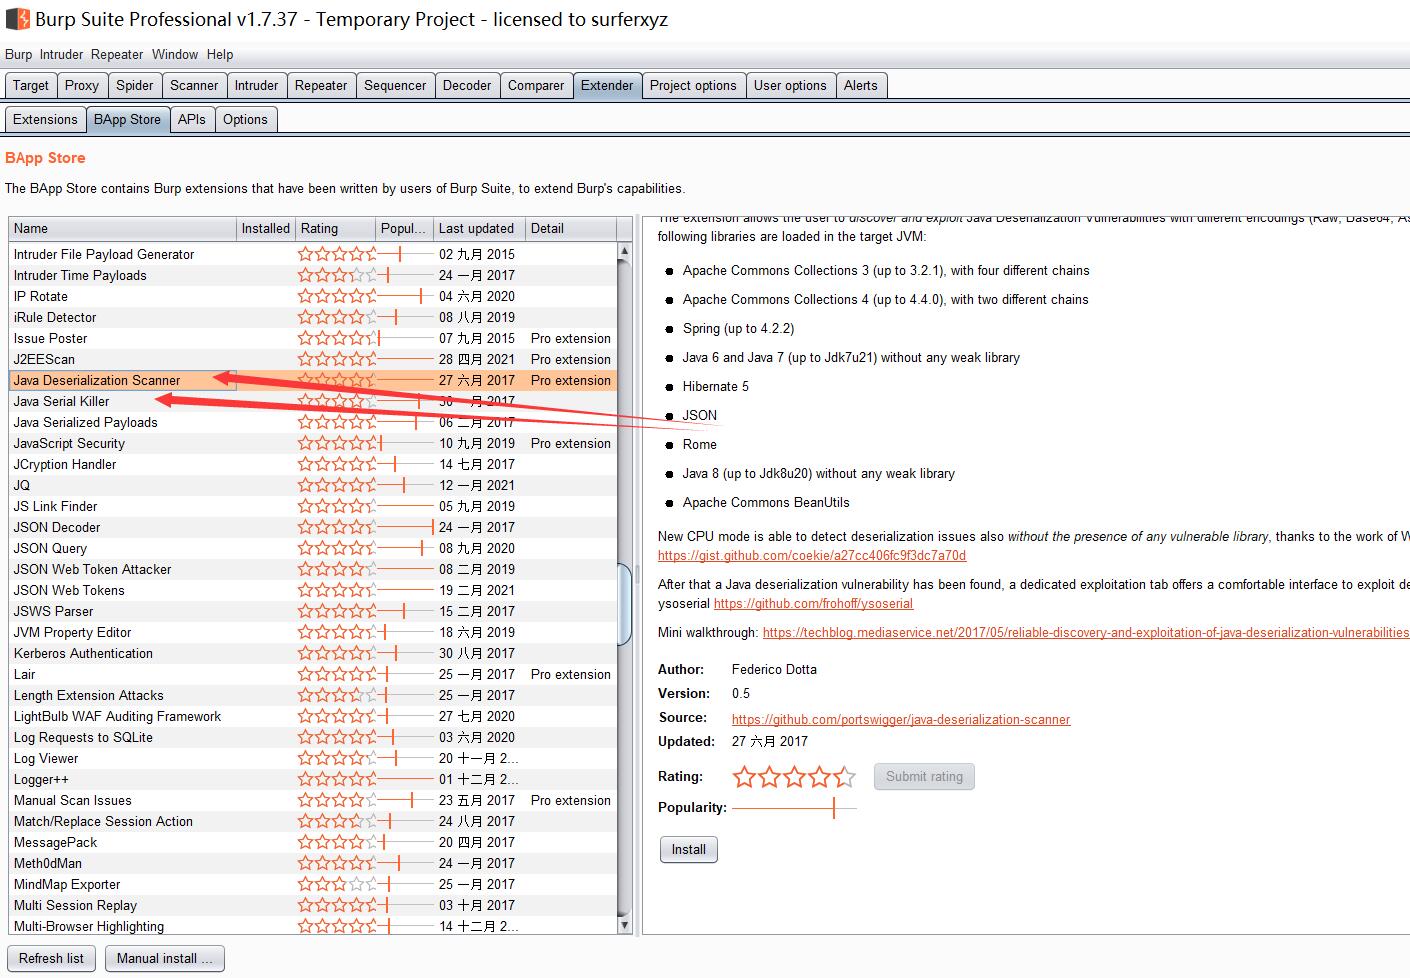 Burp Suite Professional v1.7.37 - Temporary Project - licensed to surferxyz
Burp Intruder Repeater Window Help
Target Proxy Spider Scanner Intruder Repeater Sequencer Decoder Comparer Extender Project options User options Alerts
Extensions BApp Store APIs Options
BApp Store
The BApp Store contains Burp extensions that have been written by users of Burp Suite, to extend Burp's capabilities.
Name Installed Rating Popul... Last updated Detail
Intruder File Payload Generator 02 九月 2015
Intruder Time Payloads 24 一月 2017
IP Rotate 04 六月 2020
iRule Detector 08 八月 2019
Issue Poster 07 九月 2015 Pro extension
J2EEScan 28 四月 2021 Pro extension
Java Deserialization Scanner 27 六月 2017 Pro extension
Java Serial Killer 30 一月 2017
Java Serialized Payloads 06 二月 2017
JavaScript Security 10 九月 2019 Pro extension
JCryption Handler 14 七月 2017
JQ 12 一月 2021
JS Link Finder 05 九月 2019
JSON Decoder 24 一月 2017
JSON Query 08 九月 2020
JSON Web Token Attacker 08 二月 2019
JSON Web Tokens 19 二月 2021
JSWS Parser 15 二月 2017
JVM Property Editor 18 六月 2019
Kerberos Authentication 30 八月 2017
Lair 25 一月 2017 Pro extension
Length Extension Attacks 25 一月 2017
LightBulb WAF Auditing Framework 27 七月 2020
Log Requests to SQLite 03 六月 2020
Log Viewer 20 十一月 2...
Logger++ 01 十二月 2...
Manual Scan Issues 23 五月 2017 Pro extension
Match/Replace Session Action 24 八月 2017
MessagePack 20 四月 2017
Meth0dMan 24 一月 2017
MindMap Exporter 25 一月 2017
Multi Session Replay 03 十月 2017
Multi-Browser Highlighting 14 十二月 2...
Refresh list Manual install ...
The extension allows the user to discover and exploit Java Deserialization Vulnerabilities with different encodings (Raw, Base64, As
following libraries are loaded in the target JVM:
● Apache Commons Collections 3 (up to 3.2.1), with four different chains
● Apache Commons Collections 4 (up to 4.4.0), with two different chains
● Spring (up to 4.2.2)
● Java 6 and Java 7 (up to Jdk7u21) without any weak library
● Hibernate 5
● JSON
● Rome
● Java 8 (up to Jdk8u20) without any weak library
● Apache Commons BeanUtils
New CPU mode is able to detect deserialization issues also without the presence of any vulnerable library, thanks to the work of W
https://gist.github.com/coekie/a27cc406fc9f3dc7a70d
After that a Java deserialization vulnerability has been found, a dedicated exploitation tab offers a comfortable interface to exploit de
ysoserial https://github.com/frohoff/ysoserial
Mini walkthrough: https://techblog.mediaservice.net/2017/05/reliable-discovery-and-exploitation-of-java-deserialization-vulnerabilities
Author: Federico Dotta
Version: 0.5
Source: https://github.com/portswigger/java-deserialization-scanner
Updated: 27 六月 2017
Rating: Submit rating
Popularity:
Install